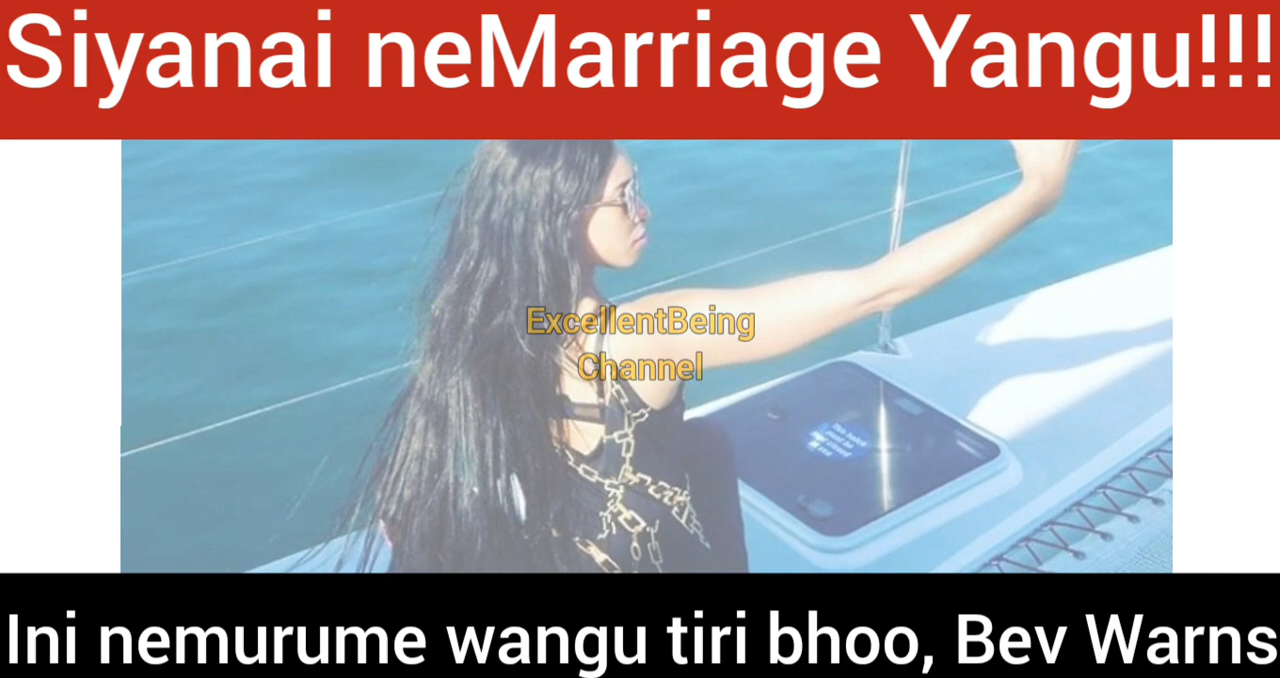 Siyanai neMarriage Yangu!!!
ExcellentBeing
Channel
Ini nemurume wangu tiri bhoo, Bev Warns